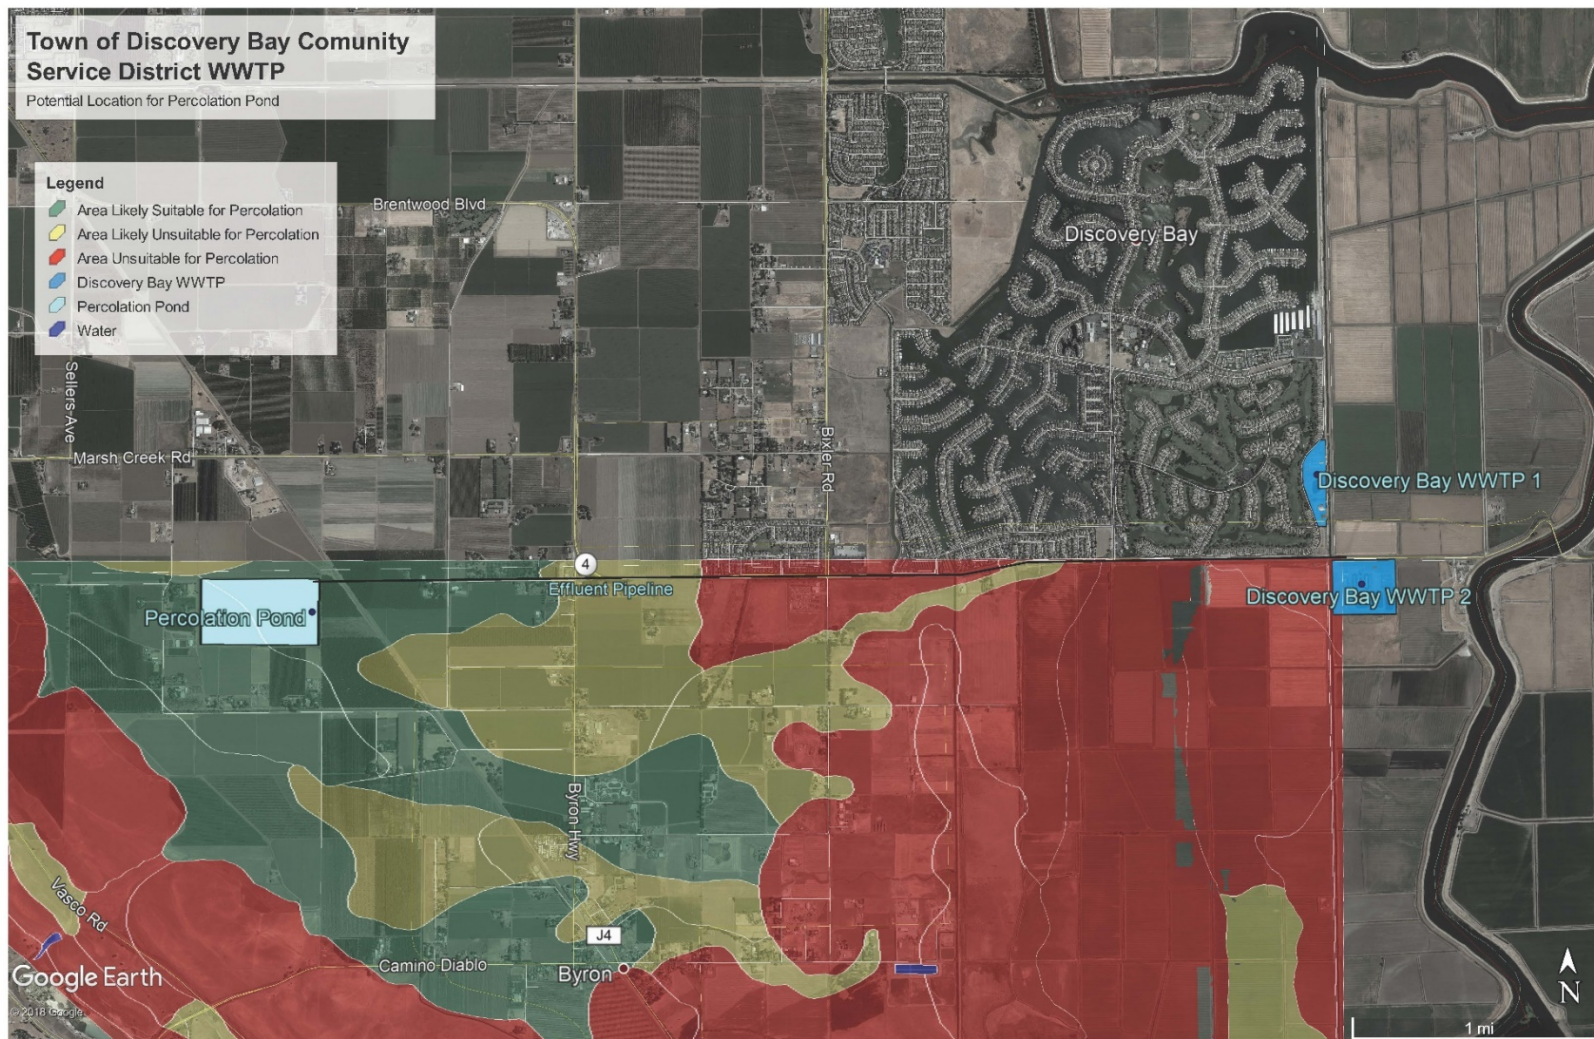 Town of Discovery Bay Comunity
Service District WWTP
Potential Location for Percolation Pond
Legend
Area Likely Suitable for Percolation
Area Likely Unsuitable for Percolation
Area Unsuitable for Percolation
Discovery Bay WWTP
Percolation Pond
Water
Brentwood Blvd
Discovery Bay
Sellers Ave
Marsh Creek Rd
Bixler Rd
Discovery Bay WWTP 1
4
Effluent Pipeline
Discovery Bay WWTP 2
Percolation Pond
Byron Hwy
Vasco Rd
J4
Camino Diablo
Byron
Google Earth
© 2018 Google
N
1 mi